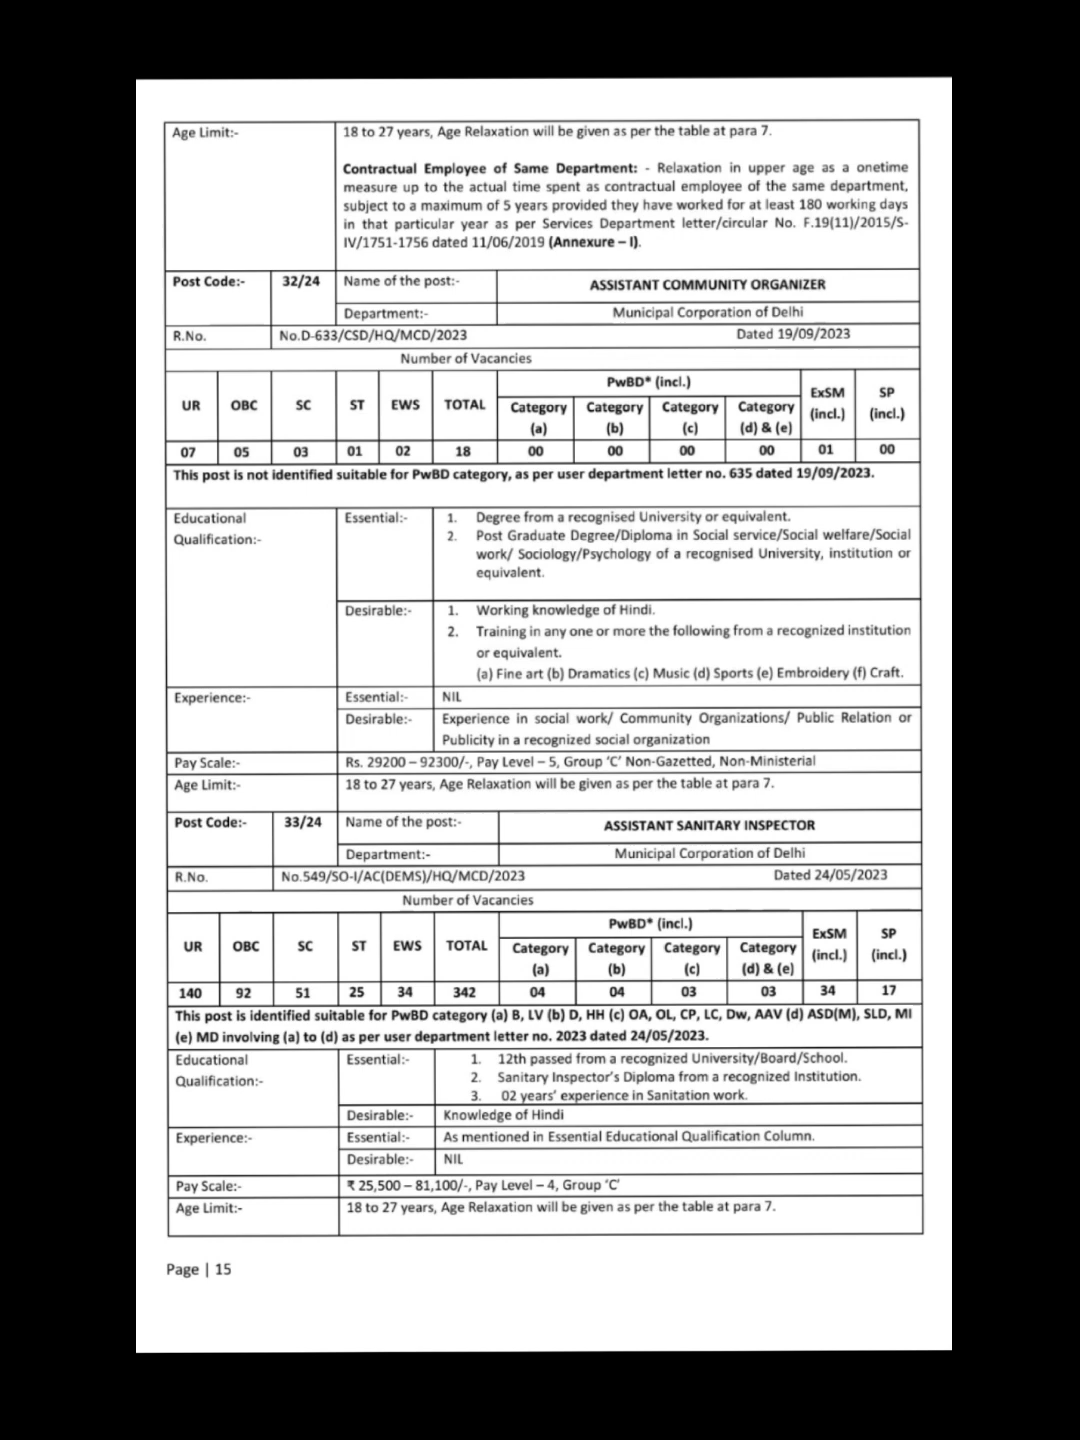 Age Limit:- 18 to 27 years, Age Relaxation will be given as per the table at para 7.
Contractual Employee of Same Department: - Relaxation in upper age as a onetime
measure up to the actual time spent as contractual employee of the same department,
subject to a maximum of 5 years provided they have worked for at least 180 working days
in that particular year as per Services Department letter/circular No. F.19(11)/2015/S-
IV/1751-1756 dated 11/06/2019 (Annexure – I).
Post Code:- 32/24 Name of the post:- ASSISTANT COMMUNITY ORGANIZER
Department:- Municipal Corporation of Delhi
R.No. No.D-633/CSD/HQ/MCD/2023 Dated 19/09/2023
Number of Vacancies
UR OBC SC ST EWS TOTAL PwBD* (incl.) ExSM (incl.) SP (incl.)
Category (a) Category (b) Category (c) Category (d) & (e)
07 05 03 01 02 18 00 00 00 00 01 00
This post is not identified suitable for PwBD category, as per user department letter no. 635 dated 19/09/2023.
Educational Qualification:- Essential:- 1. Degree from a recognised University or equivalent.
2. Post Graduate Degree/Diploma in Social service/Social welfare/Social
work/ Sociology/Psychology of a recognised University, institution or
equivalent.
Desirable:- 1. Working knowledge of Hindi.
2. Training in any one or more the following from a recognized institution
or equivalent.
(a) Fine art (b) Dramatics (c) Music (d) Sports (e) Embroidery (f) Craft.
Experience:- Essential:- NIL
Desirable:- Experience in social work/ Community Organizations/ Public Relation or
Publicity in a recognized social organization
Pay Scale:- Rs. 29200 – 92300/-, Pay Level – 5, Group ‘C’ Non-Gazetted, Non-Ministerial
Age Limit:- 18 to 27 years, Age Relaxation will be given as per the table at para 7.
Post Code:- 33/24 Name of the post:- ASSISTANT SANITARY INSPECTOR
Department:- Municipal Corporation of Delhi
R.No. No.549/SO-I/AC(DEMS)/HQ/MCD/2023 Dated 24/05/2023
Number of Vacancies
UR OBC SC ST EWS TOTAL PwBD* (incl.) ExSM (incl.) SP (incl.)
Category (a) Category (b) Category (c) Category (d) & (e)
140 92 51 25 34 342 04 04 03 03 34 17
This post is identified suitable for PwBD category (a) B, LV (b) D, HH (c) OA, OL, CP, LC, Dw, AAV (d) ASD(M), SLD, MI
(e) MD involving (a) to (d) as per user department letter no. 2023 dated 24/05/2023.
Educational Qualification:- Essential:- 1. 12th passed from a recognized University/Board/School.
2. Sanitary Inspector’s Diploma from a recognized Institution.
3. 02 years’ experience in Sanitation work.
Desirable:- Knowledge of Hindi
Experience:- Essential:- As mentioned in Essential Educational Qualification Column.
Desirable:- NIL
Pay Scale:- ₹ 25,500 – 81,100/-, Pay Level – 4, Group ‘C’
Age Limit:- 18 to 27 years, Age Relaxation will be given as per the table at para 7.
Page | 15